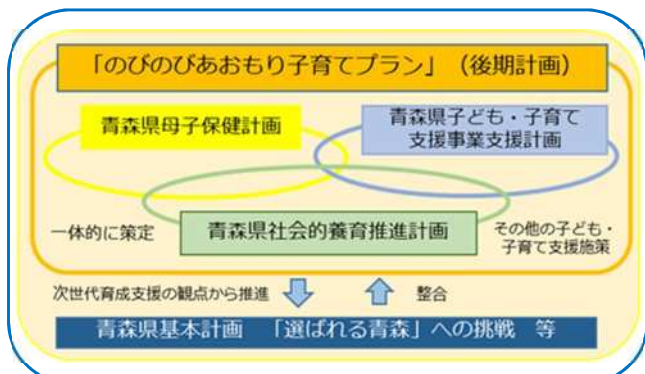 「のびのびあおもり子育てプラン」（後期計画）
青森県母子保健計画
青森県子ども・子育て
支援事業支援計画
一体的に策定
青森県社会的養育推進計画
その他の子ども・
子育て支援施策
次世代育成支援の観点から推進
整合
青森県基本計画　「選ばれる青森」への挑戦　等